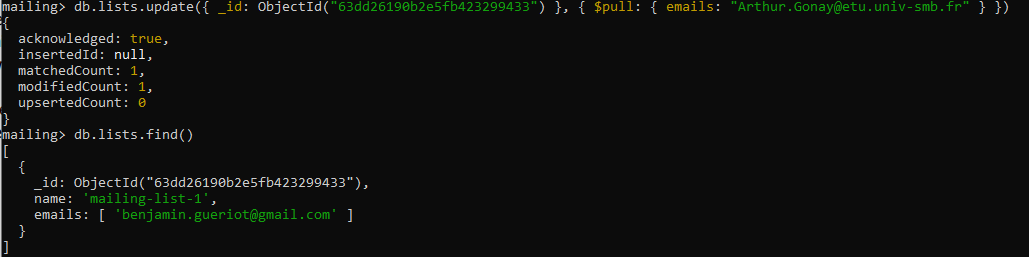 mailing> db.lists.update({ _id: ObjectId("63dd26190b2e5fb423299433") }, { $pull: { emails: "Arthur.Gonay@etu.univ-smb.fr" } })
{
  acknowledged: true,
  insertedId: null,
  matchedCount: 1,
  modifiedCount: 1,
  upsertedCount: 0
}
mailing> db.lists.find()
[
  {
    _id: ObjectId("63dd26190b2e5fb423299433"),
    name: 'mailing-list-1',
    emails: [ 'benjamin.gueriot@gmail.com' ]
  }
]